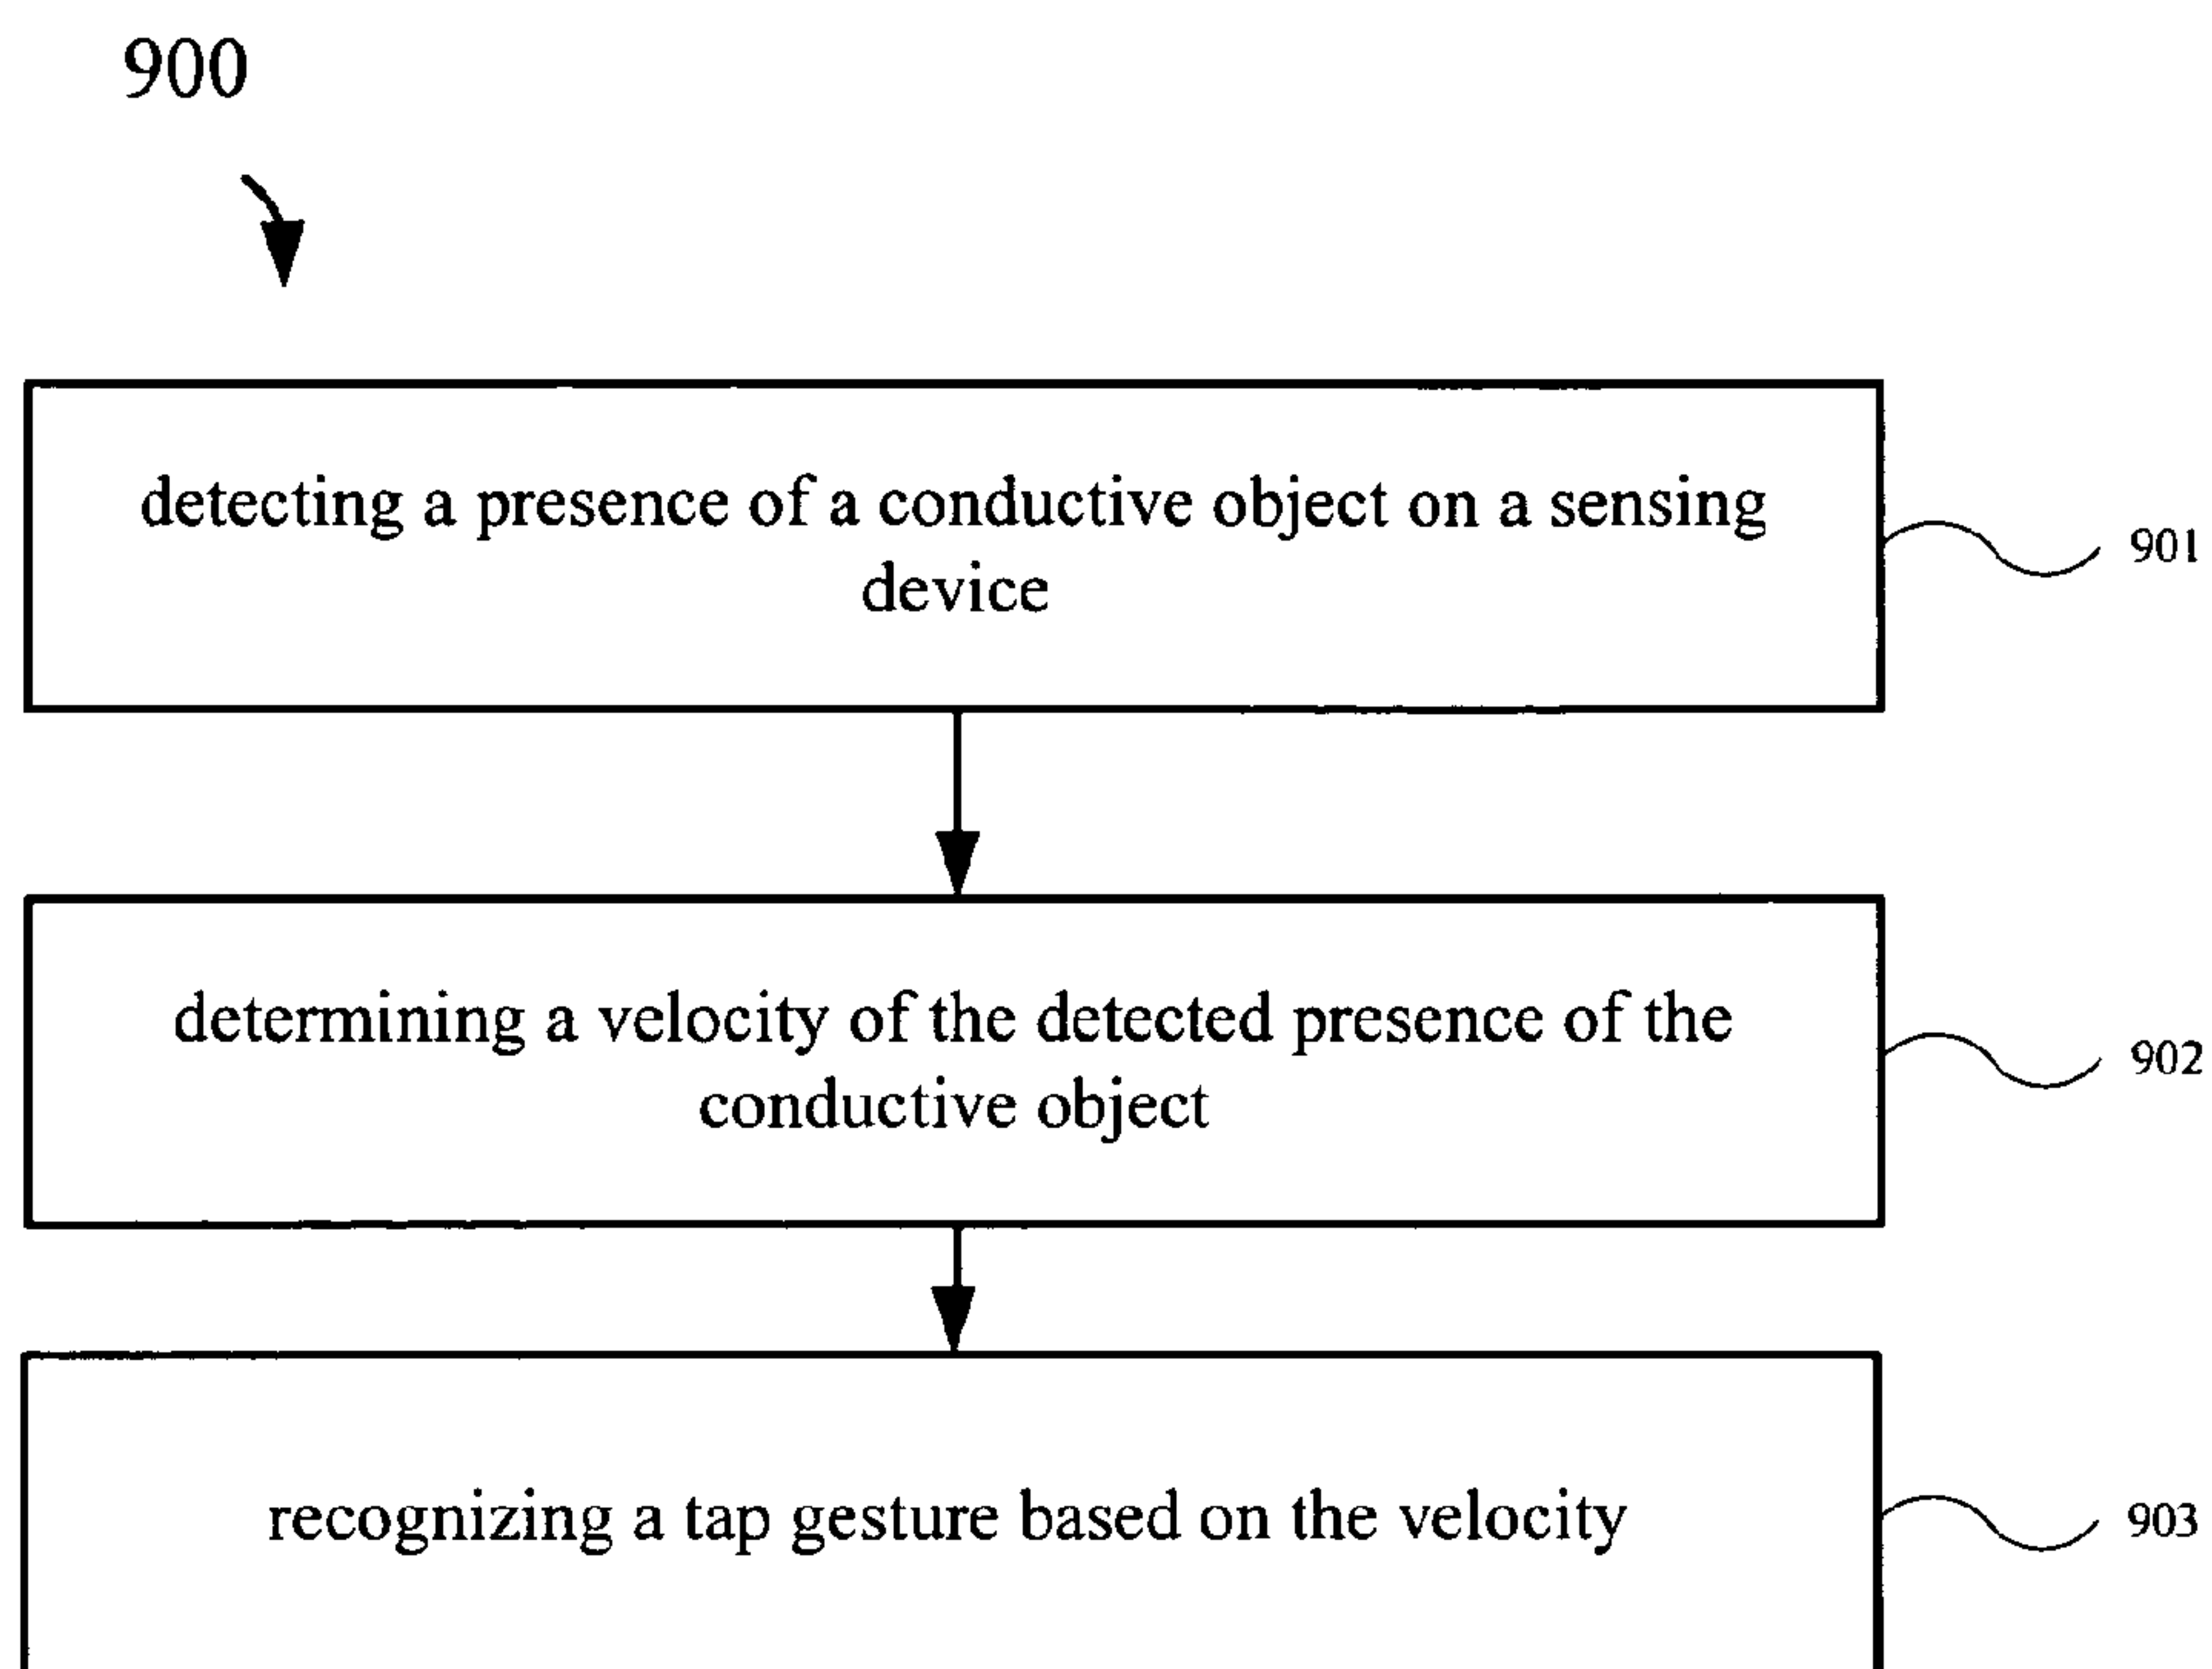 900
detecting a presence of a conductive object on a sensing
device
901
determining a velocity of the detected presence of the
conductive object
902
recognizing a tap gesture based on the velocity
903